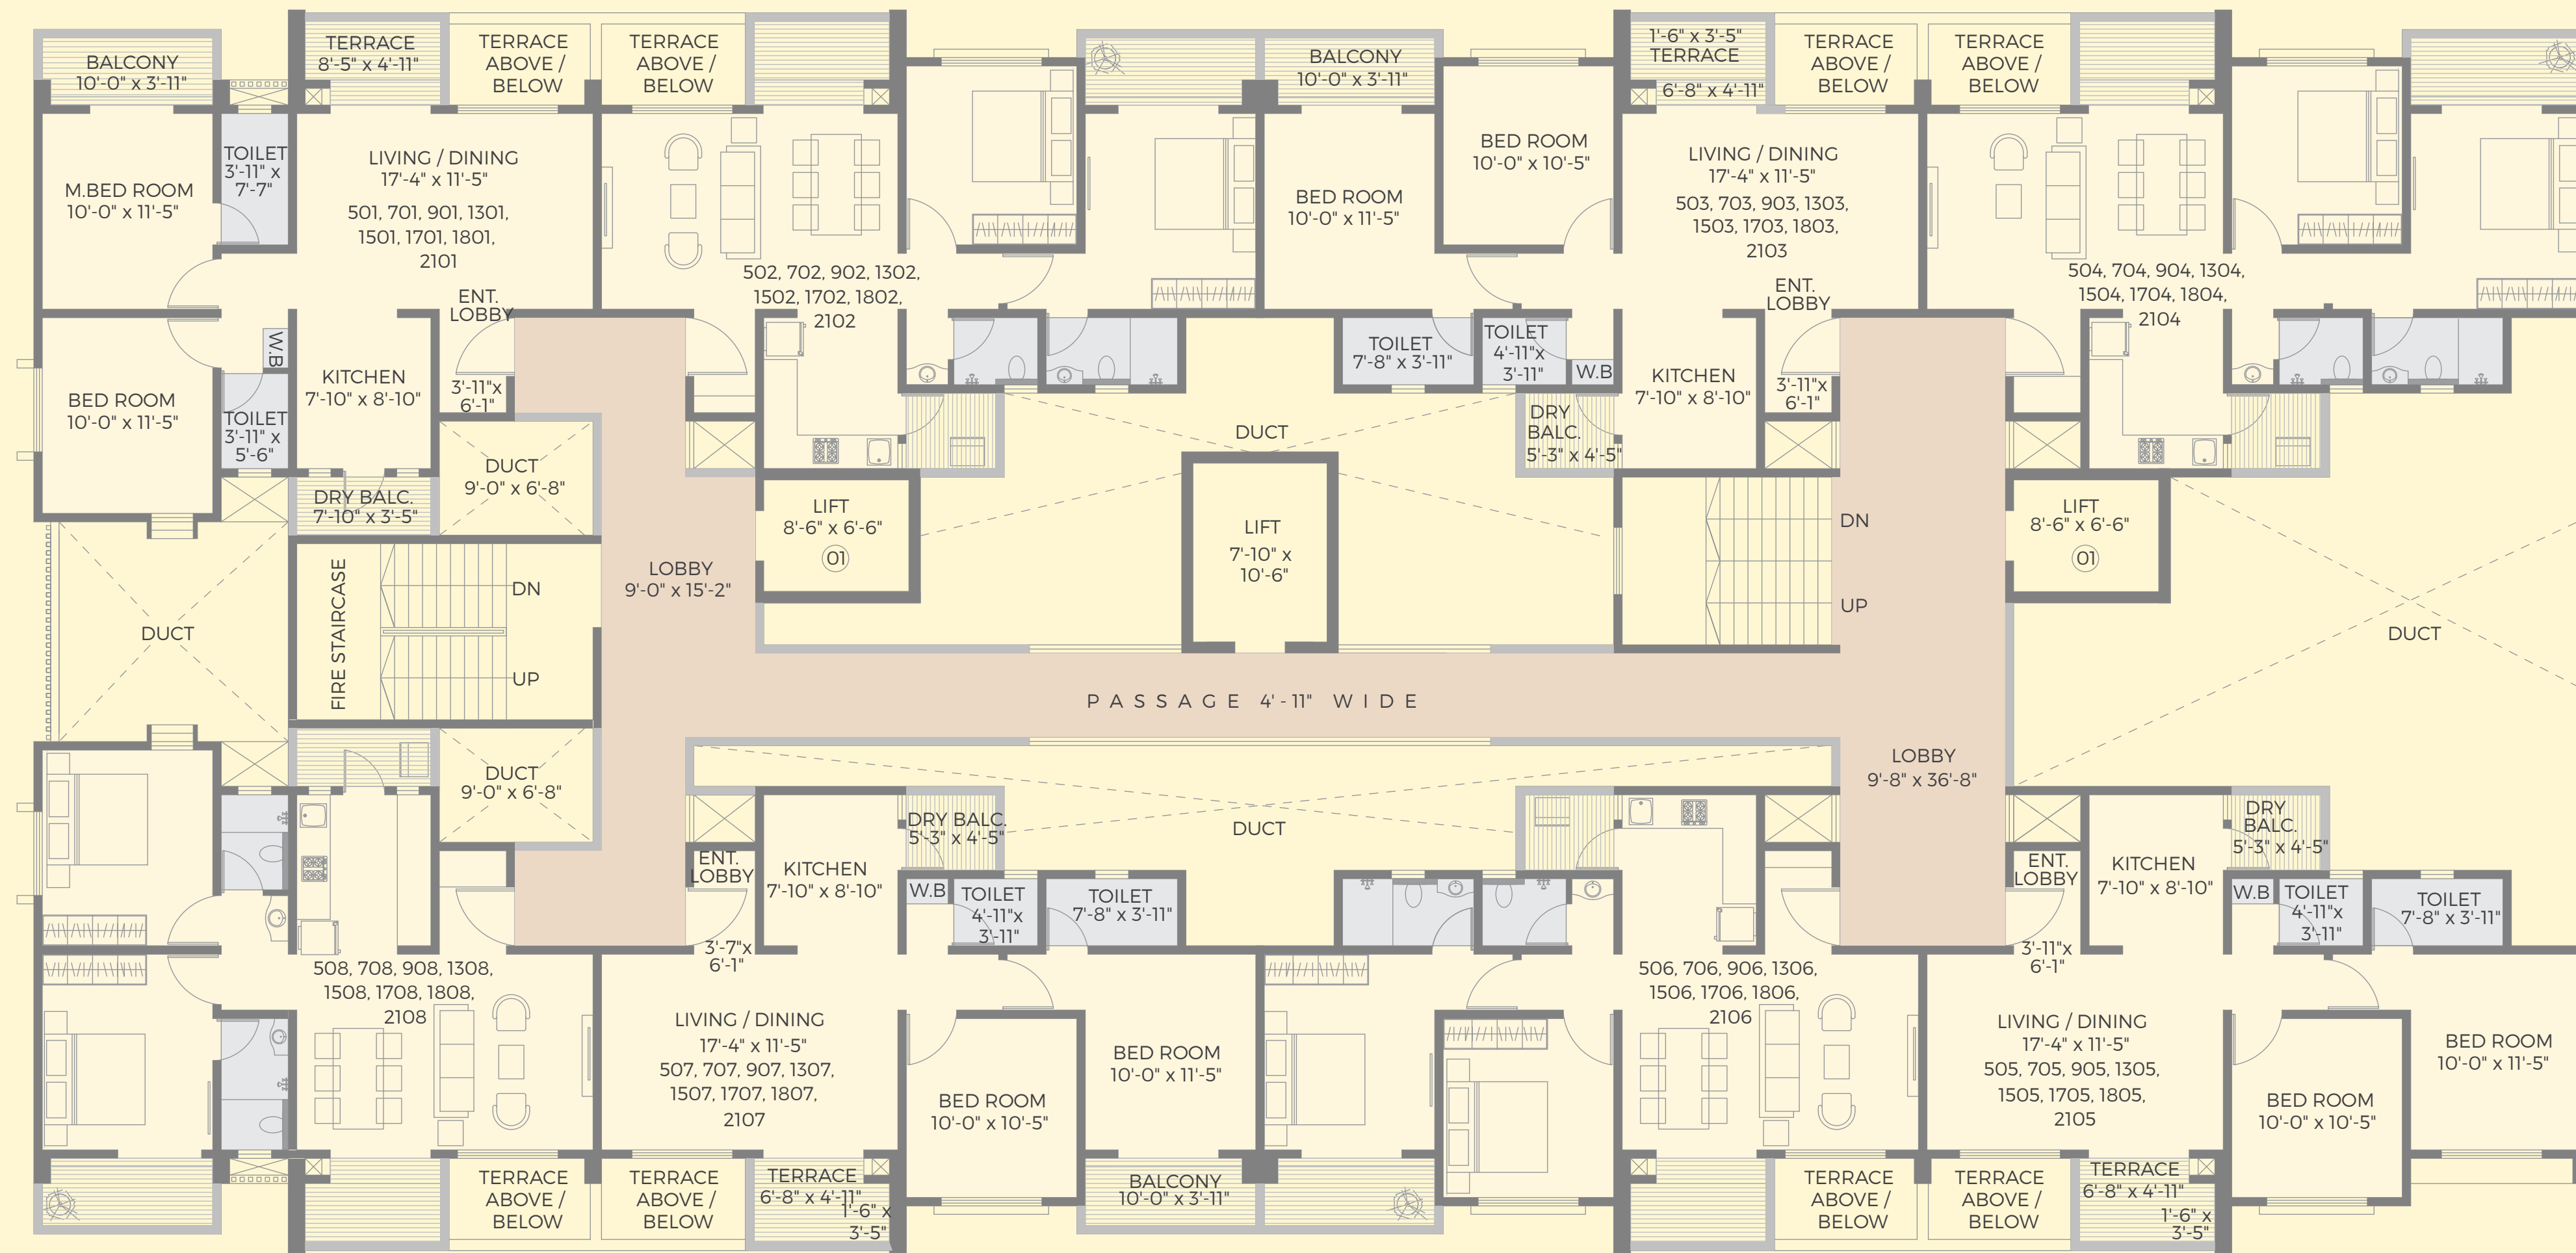 BALCONY
10'-0" x 3'-11"
TERRACE
8'-5" x 4'-11"
TERRACE
ABOVE /
BELOW
TERRACE
ABOVE /
BELOW
BALCONY
10'-0" x 3'-11"
1'-6" x 3'-5"
TERRACE
6'-8" x 4'-11"
TERRACE
ABOVE /
BELOW
TERRACE
ABOVE /
BELOW
M.BED ROOM
10'-0" x 11'-5"
TOILET
3'-11" x
7'-7"
LIVING / DINING
17'-4" x 11'-5"
501, 701, 901, 1301,
1501, 1701, 1801,
2101
ENT.
LOBBY
502, 702, 902, 1302,
1502, 1702, 1802,
2102
BED ROOM
10'-0" x 11'-5"
BED ROOM
10'-0" x 10'-5"
LIVING / DINING
17'-4" x 11'-5"
503, 703, 903, 1303,
1503, 1703, 1803,
2103
ENT.
LOBBY
504, 704, 904, 1304,
1504, 1704, 1804,
2104
BED ROOM
10'-0" x 11'-5"
W.B
TOILET
3'-11" x
5'-6"
KITCHEN
7'-10" x 8'-10"
3'-11"x
6'-1"
TOILET
7'-8" x 3'-11"
TOILET
4'-11"x
3'-11"
W.B
KITCHEN
7'-10" x 8'-10"
3'-11"x
6'-1"
DUCT
9'-0" x 6'-8"
DRY BALC.
7'-10" x 3'-5"
DUCT
DRY
BALC.
5'-3" x 4'-5"
LIFT
8'-6" x 6'-6"
01
LIFT
7'-10" x
10'-6"
DN
UP
LIFT
8'-6" x 6'-6"
01
DUCT
FIRE STAIRCASE
DN
UP
LOBBY
9'-0" x 15'-2"
DUCT
PASSAGE 4'-11" WIDE
DUCT
9'-0" x 6'-8"
LOBBY
9'-8" x 36'-8"
DUCT
ENT.
LOBBY
KITCHEN
7'-10" x 8'-10"
DRY BALC.
5'-3" x 4'-5"
W.B
TOILET
4'-11"x
3'-11"
TOILET
7'-8" x 3'-11"
3'-7"x
6'-1"
ENT.
LOBBY
KITCHEN
7'-10" x 8'-10"
DRY
BALC.
5'-3" x 4'-5"
W.B
TOILET
4'-11"x
3'-11"
TOILET
7'-8" x 3'-11"
3'-11"x
6'-1"
508, 708, 908, 1308,
1508, 1708, 1808,
2108
LIVING / DINING
17'-4" x 11'-5"
507, 707, 907, 1307,
1507, 1707, 1807,
2107
BED ROOM
10'-0" x 10'-5"
BED ROOM
10'-0" x 11'-5"
506, 706, 906, 1306,
1506, 1706, 1806,
2106
LIVING / DINING
17'-4" x 11'-5"
505, 705, 905, 1305,
1505, 1705, 1805,
2105
BED ROOM
10'-0" x 10'-5"
BED ROOM
10'-0" x 11'-5"
TERRACE
ABOVE /
BELOW
TERRACE
ABOVE /
BELOW
TERRACE
6'-8" x 4'-11"
1'-6" x
3'-5"
BALCONY
10'-0" x 3'-11"
TERRACE
ABOVE /
BELOW
TERRACE
ABOVE /
BELOW
TERRACE
6'-8" x 4'-11"
1'-6" x
3'-5"